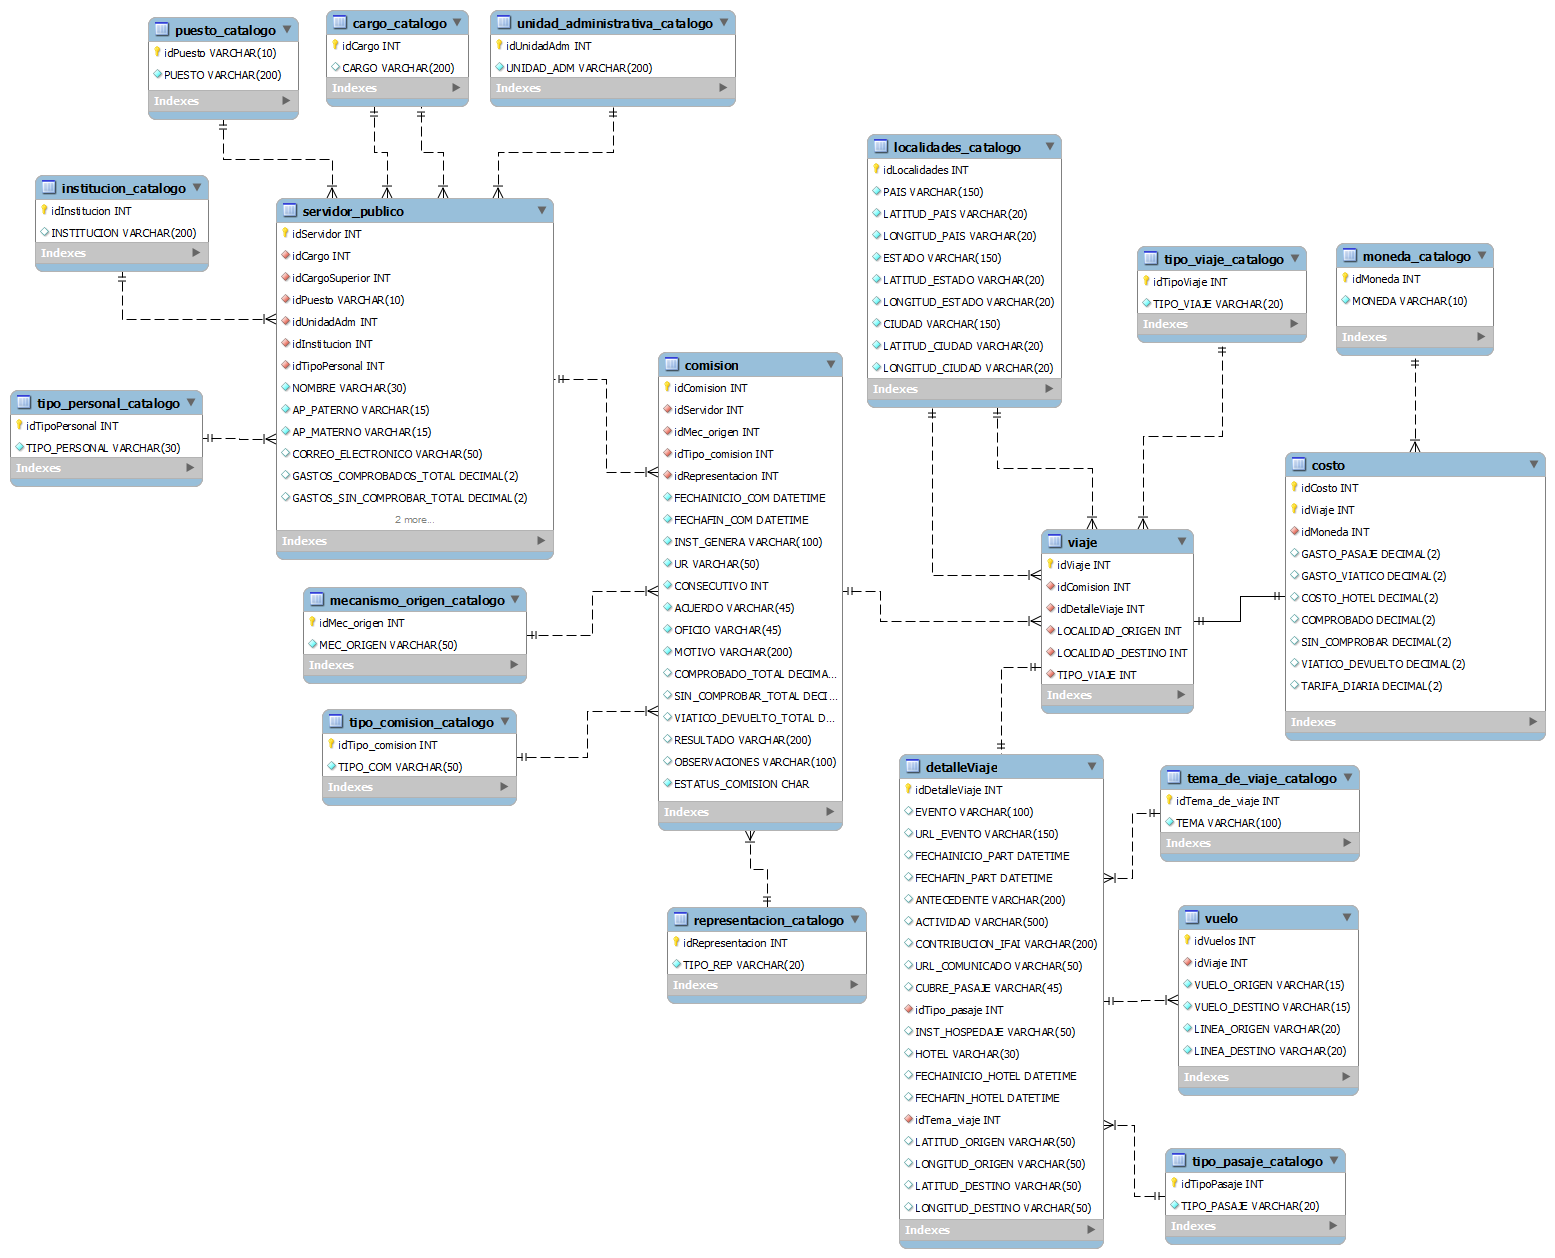 puesto_catalogo
idPuesto VARCHAR(10)
PUESTO VARCHAR(200)
Indexes
cargo_catalogo
idCargo INT
CARGO VARCHAR(200)
Indexes
unidad_administrativa_catalogo
idUnidadAdm INT
UNIDAD_ADM VARCHAR(200)
Indexes
institucion_catalogo
idInstitucion INT
INSTITUCION VARCHAR(200)
Indexes
tipo_personal_catalogo
idTipoPersonal INT
TIPO_PERSONAL VARCHAR(30)
Indexes
servidor_publico
idServidor INT
idCargo INT
idCargoSuperior INT
idPuesto VARCHAR(10)
idUnidadAdm INT
idInstitucion INT
idTipoPersonal INT
NOMBRE VARCHAR(30)
AP_PATERNO VARCHAR(15)
AP_MATERNO VARCHAR(15)
CORREO_ELECTRONICO VARCHAR(50)
GASTOS_COMPROBADOS_TOTAL DECIMAL(2)
GASTOS_SIN_COMPROBAR_TOTAL DECIMAL(2)
2 more...
Indexes
mecanismo_origen_catalogo
idMec_origen INT
MEC_ORIGEN VARCHAR(50)
Indexes
tipo_comision_catalogo
idTipo_comision INT
TIPO_COM VARCHAR(50)
Indexes
comision
idComision INT
idServidor INT
idMec_origen INT
idTipo_comision INT
idRepresentacion INT
FECHAINICIO_COM DATETIME
FECHAFIN_COM DATETIME
INST_GENERA VARCHAR(100)
UR VARCHAR(50)
CONSECUTIVO INT
ACUERDO VARCHAR(45)
OFICIO VARCHAR(45)
MOTIVO VARCHAR(200)
COMPROBADO_TOTAL DECIMA...
SIN_COMPROBAR_TOTAL DECI...
VIATICO_DEVUELTO_TOTAL D...
RESULTADO VARCHAR(200)
OBSERVACIONES VARCHAR(100)
ESTATUS_COMISION CHAR
Indexes
representacion_catalogo
idRepresentacion INT
TIPO_REP VARCHAR(20)
Indexes
localidades_catalogo
idLocalidades INT
PAIS VARCHAR(150)
LATITUD_PAIS VARCHAR(20)
LONGITUD_PAIS VARCHAR(20)
ESTADO VARCHAR(150)
LATITUD_ESTADO VARCHAR(20)
LONGITUD_ESTADO VARCHAR(20)
CIUDAD VARCHAR(150)
LATITUD_CIUDAD VARCHAR(20)
LONGITUD_CIUDAD VARCHAR(20)
Indexes
tipo_viaje_catalogo
idTipoViaje INT
TIPO_VIAJE VARCHAR(20)
Indexes
moneda_catalogo
idMoneda INT
MONEDA VARCHAR(10)
Indexes
costo
idCosto INT
idViaje INT
idMoneda INT
GASTO_PASAJE DECIMAL(2)
GASTO_VIATICO DECIMAL(2)
COSTO_HOTEL DECIMAL(2)
COMPROBADO DECIMAL(2)
SIN_COMPROBAR DECIMAL(2)
VIATICO_DEVUELTO DECIMAL(2)
TARIFA_DIARIA DECIMAL(2)
Indexes
viaje
idViaje INT
idComision INT
idDetalleViaje INT
LOCALIDAD_ORIGEN INT
LOCALIDAD_DESTINO INT
TIPO_VIAJE INT
Indexes
detalleViaje
idDetalleViaje INT
EVENTO VARCHAR(100)
URL_EVENTO VARCHAR(150)
FECHAINICIO_PART DATETIME
FECHAFIN_PART DATETIME
ANTECEDENTE VARCHAR(200)
ACTIVIDAD VARCHAR(500)
CONTRIBUCION_IFAI VARCHAR(200)
URL_COMUNICADO VARCHAR(50)
CUBRE_PASAJE VARCHAR(45)
idTipo_pasaje INT
INST_HOSPEDAJE VARCHAR(50)
HOTEL VARCHAR(30)
FECHAINICIO_HOTEL DATETIME
FECHAFIN_HOTEL DATETIME
idTema_viaje INT
LATITUD_ORIGEN VARCHAR(50)
LONGITUD_ORIGEN VARCHAR(50)
LATITUD_DESTINO VARCHAR(50)
LONGITUD_DESTINO VARCHAR(50)
Indexes
tema_de_viaje_catalogo
idTema_de_viaje INT
TEMA VARCHAR(100)
Indexes
vuelo
idVuelos INT
idViaje INT
VUELO_ORIGEN VARCHAR(15)
VUELO_DESTINO VARCHAR(15)
LINEA_ORIGEN VARCHAR(20)
LINEA_DESTINO VARCHAR(20)
Indexes
tipo_pasaje_catalogo
idTipoPasaje INT
TIPO_PASAJE VARCHAR(20)
Indexes